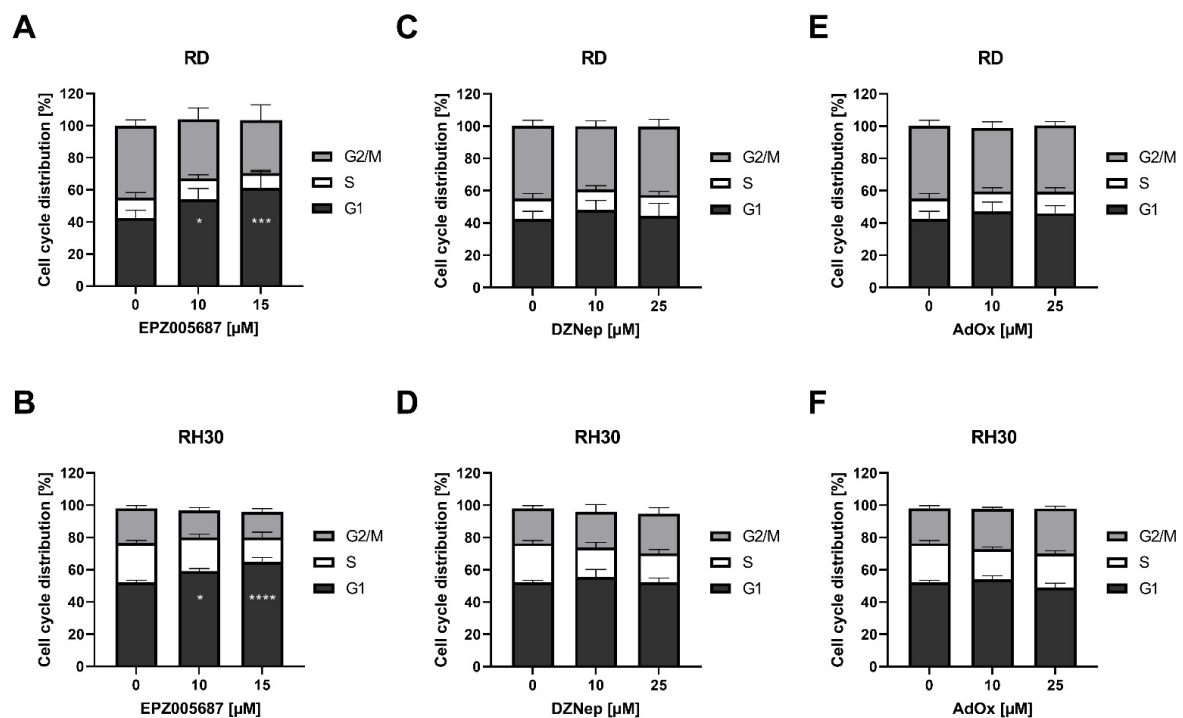 A
RD
Cell cycle distribution [%]
120
100
80
60
40
20
0
* ***
0 10 15
EPZ005687 [µM]
G2/M
S
G1
C
RD
Cell cycle distribution [%]
120
100
80
60
40
20
0
0 10 25
DZNep [µM]
G2/M
S
G1
E
RD
Cell cycle distribution [%]
120
100
80
60
40
20
0
0 10 25
AdOx [µM]
G2/M
S
G1
B
RH30
Cell cycle distribution [%]
120
100
80
60
40
20
0
* ****
0 10 15
EPZ005687 [µM]
G2/M
S
G1
D
RH30
Cell cycle distribution [%]
120
100
80
60
40
20
0
0 10 25
DZNep [µM]
G2/M
S
G1
F
RH30
Cell cycle distribution [%]
120
100
80
60
40
20
0
0 10 25
AdOx [µM]
G2/M
S
G1